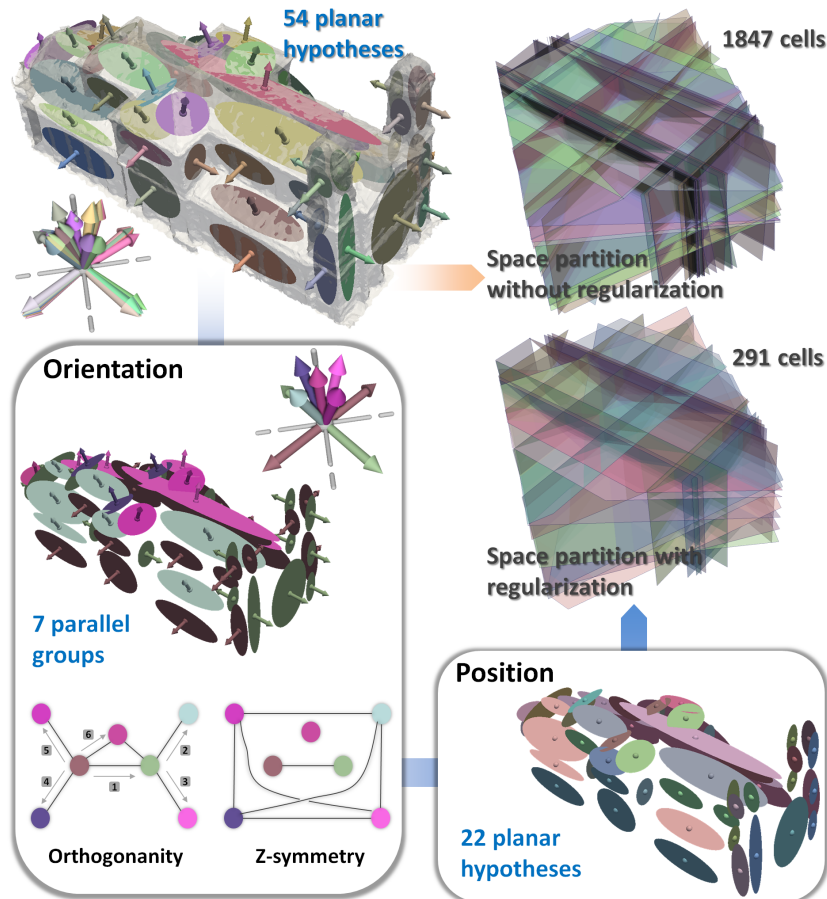 54 planar
hypotheses
1847 cells
Space partition
without regularization
Orientation
291 cells
Space partition with
regularization
7 parallel
groups
Position
6
5
2
1
4
3
22 planar
hypotheses
Orthogonanity
Z-symmetry